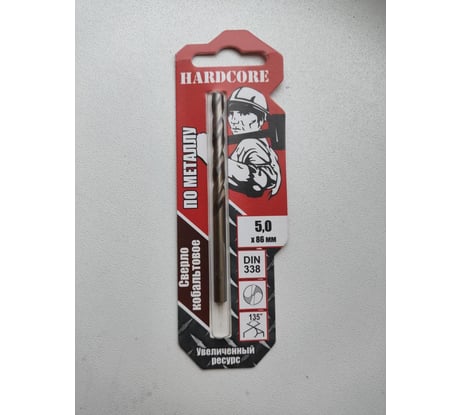 HARDCORE
ПО МЕТАЛЛУ
Сверло
кобальтовое
5,0
х 86 мм
DIN
338
135°
Увеличенный
ресурс